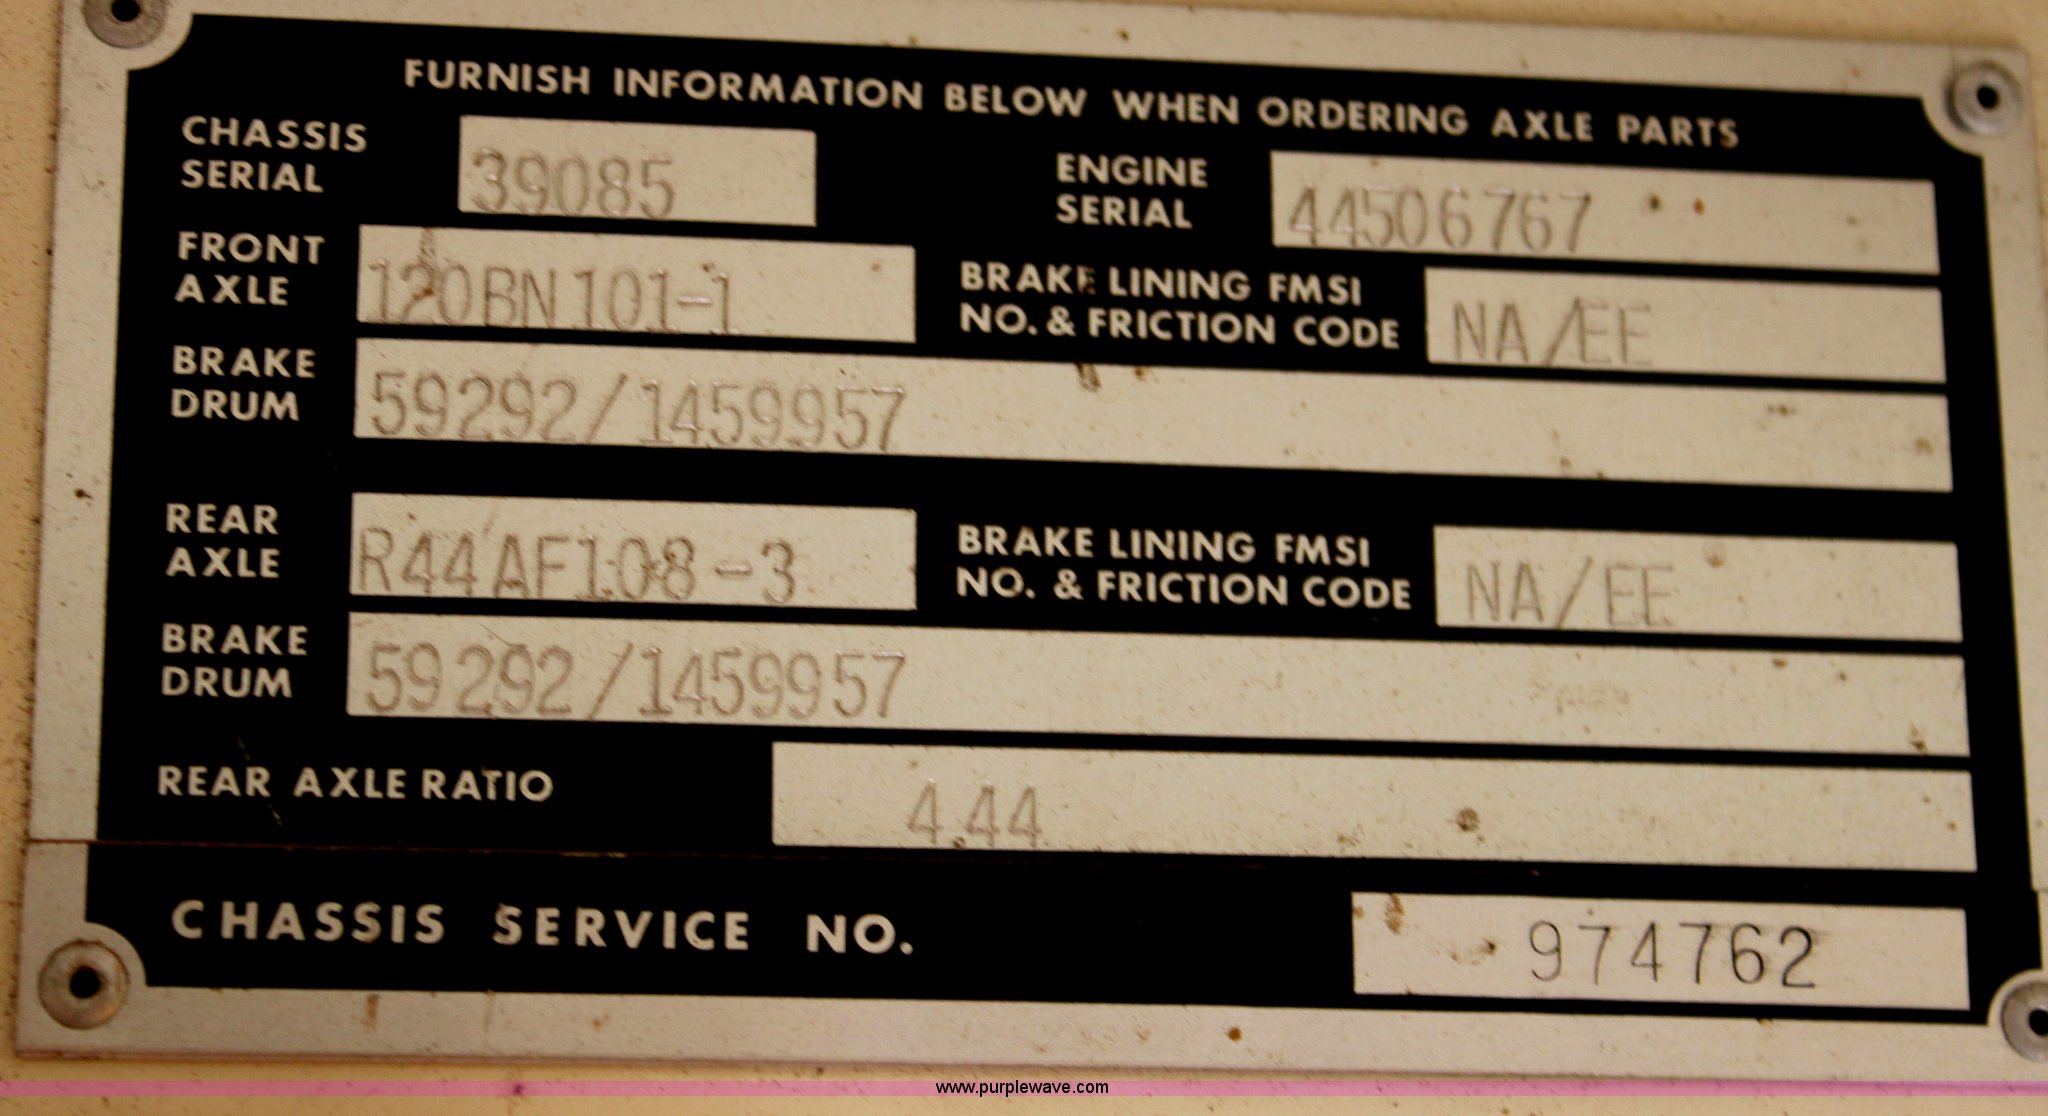 FURNISH INFORMATION BELOW WHEN ORDERING AXLE PARTS
CHASSIS
SERIAL
39085
ENGINE
SERIAL
44506767
FRONT
AXLE
120BN101-1
BRAKE LINING FMSI
NO. & FRICTION CODE
NA/EE
BRAKE
DRUM
59292/1459957
REAR
AXLE
R44AF108-3
BRAKE LINING FMSI
NO. & FRICTION CODE
NA/EE
BRAKE
DRUM
59292/1459957
REAR AXLE RATIO
4.44
CHASSIS SERVICE NO.
974762
www.purplewave.com